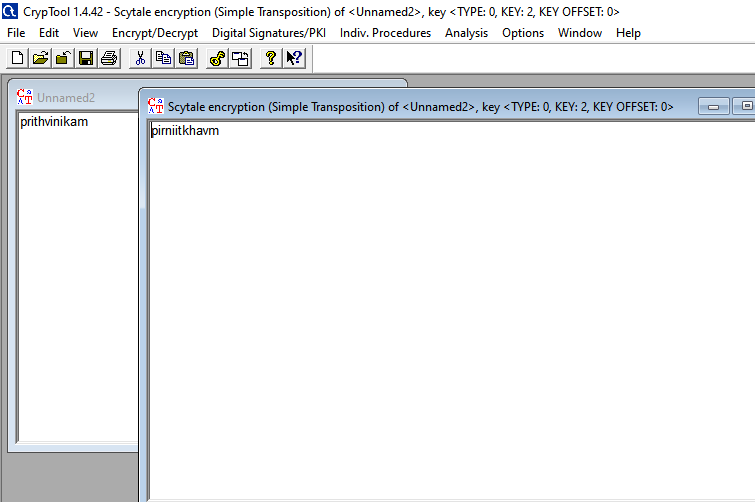 CrypTool 1.4.42 - Scytale encryption (Simple Transposition) of <Unnamed2>, key <TYPE: 0, KEY: 2, KEY OFFSET: 0>
File Edit View Encrypt/Decrypt Digital Signatures/PKI Indiv. Procedures Analysis Options Window Help
Unnamed2
Scytale encryption (Simple Transposition) of <Unnamed2>, key <TYPE: 0, KEY: 2, KEY OFFSET: 0>
prithvinikam
pirniitkhavm